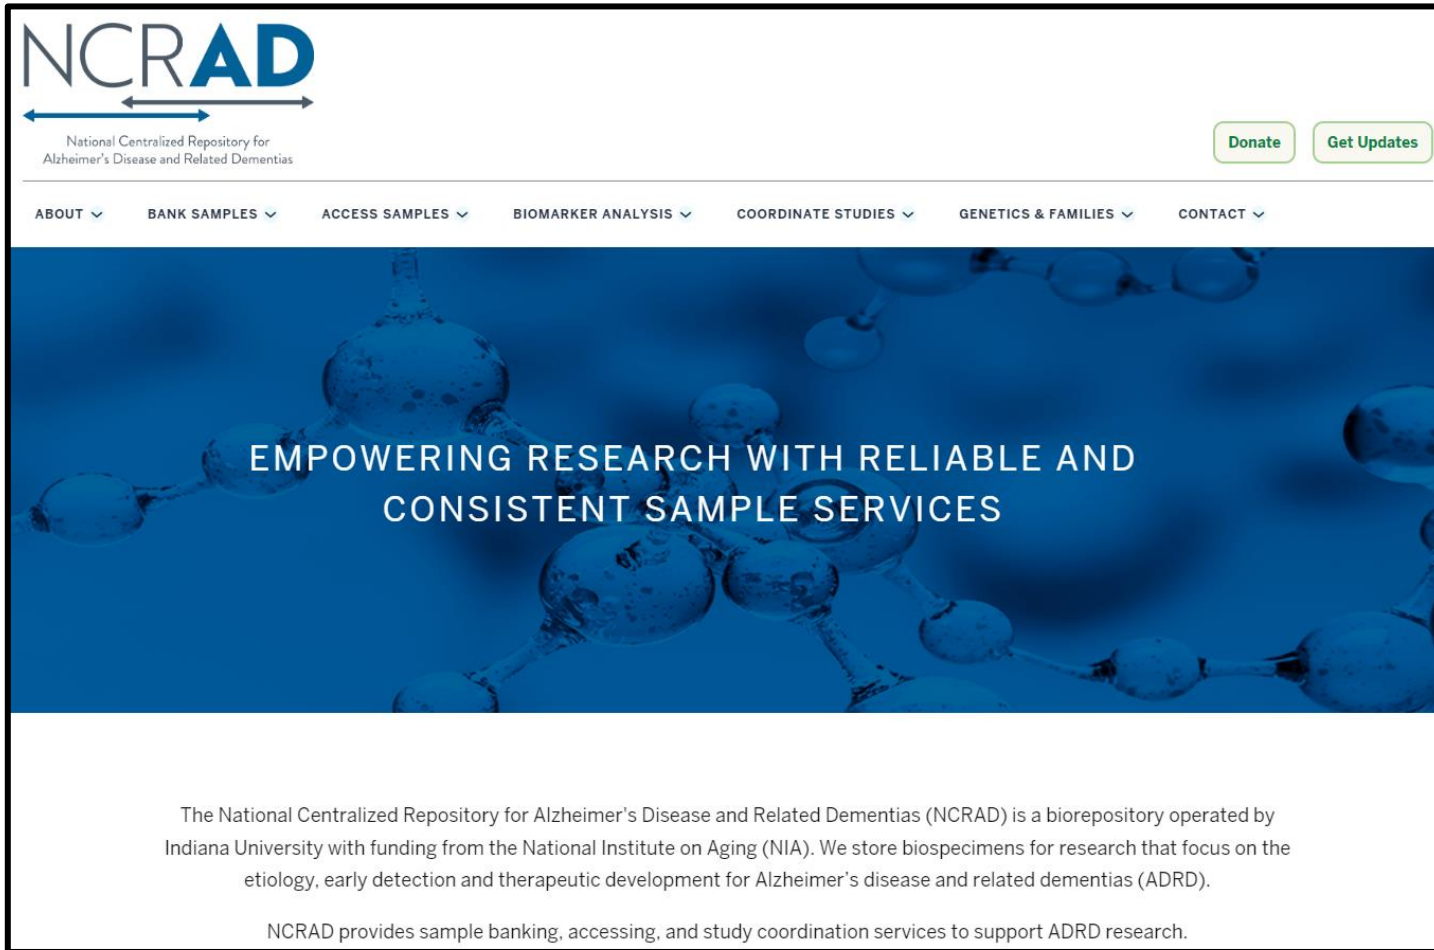 NCRAD
National Centralized Repository for
Alzheimer's Disease and Related Dementias
Donate
Get Updates
ABOUT
BANK SAMPLES
ACCESS SAMPLES
BIOMARKER ANALYSIS
COORDINATE STUDIES
GENETICS & FAMILIES
CONTACT
EMPOWERING RESEARCH WITH RELIABLE AND
CONSISTENT SAMPLE SERVICES
The National Centralized Repository for Alzheimer's Disease and Related Dementias (NCRAD) is a biorepository operated by
Indiana University with funding from the National Institute on Aging (NIA). We store biospecimens for research that focus on the
etiology, early detection and therapeutic development for Alzheimer's disease and related dementias (ADRD).
NCRAD provides sample banking, accessing, and study coordination services to support ADRD research.